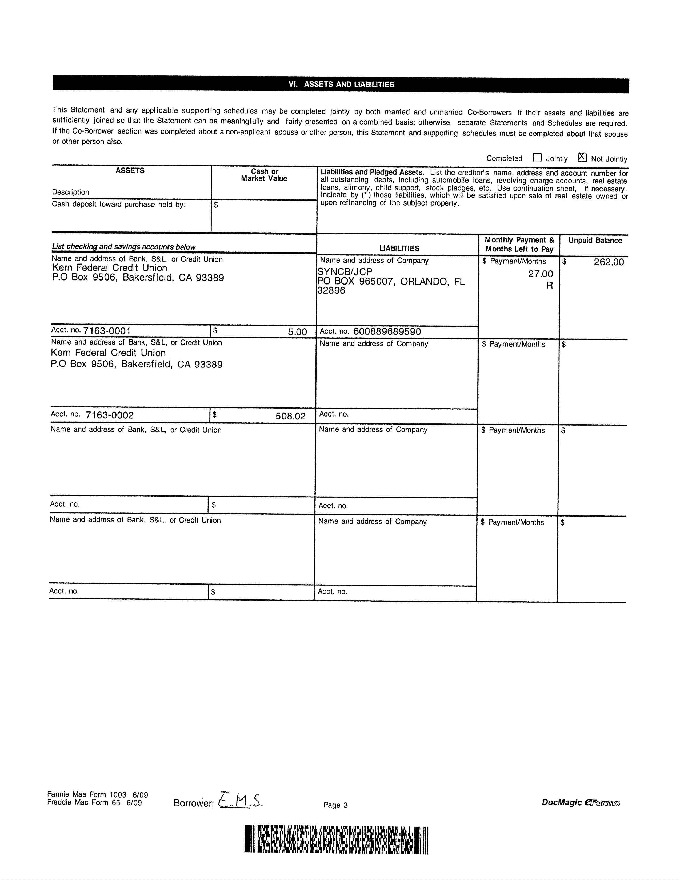 VI. ASSETS AND LIABILITIES
This Statement and any applicable supporting schedules may be completed jointly by both married and unmarried Co-Borrowers if their assets and liabilities are
sufficiently joined so that the Statement can be meaningfully and fairly presented on a combined basis; otherwise, separate Statements and Schedules are required.
If the Co-Borrower section was completed about a non-applicant spouse or other person, this Statement and supporting schedules must be completed about that spouse
or other person also.
Completed ☐ Jointly ☒ Not Jointly
ASSETS
Description
Cash or
Market Value
Liabilities and Pledged Assets. List the creditor's name, address and account number for
all outstanding debts, including automobile loans, revolving charge accounts, real estate
loans, alimony, child support, stock pledges, etc. Use continuation sheet, if necessary.
Indicate by (*) those liabilities, which will be satisfied upon sale of real estate owned or
upon refinancing of the subject property.
Cash deposit toward purchase held by: $
List checking and savings accounts below
LIABILITIES
Monthly Payment &
Months Left to Pay
Unpaid Balance
Name and address of Bank, S&L, or Credit Union
Kern Federal Credit Union
P.O Box 9506, Bakersfield, CA 93389
Name and address of Company
SYNCB/JCP
PO BOX 965007, ORLANDO, FL
32896
$ Payment/Months
27.00
R
$ 262.00
Acct. no. 7163-0001 $ 5.00
Acct. no. 600889689590
Name and address of Bank, S&L, or Credit Union
Kern Federal Credit Union
P.O Box 9506, Bakersfield, CA 93389
Name and address of Company
$ Payment/Months
$
Acct. no. 7163-0002 $ 508.02
Acct. no.
Name and address of Bank, S&L, or Credit Union
Name and address of Company
$ Payment/Months
$
Acct. no. $
Acct. no.
Name and address of Bank, S&L, or Credit Union
Name and address of Company
$ Payment/Months
$
Acct. no. $
Acct. no.
Fannie Mae Form 1003 6/09
Freddie Mac Form 65 6/09
Borrower: E.M.S.
Page 3
DocMagic